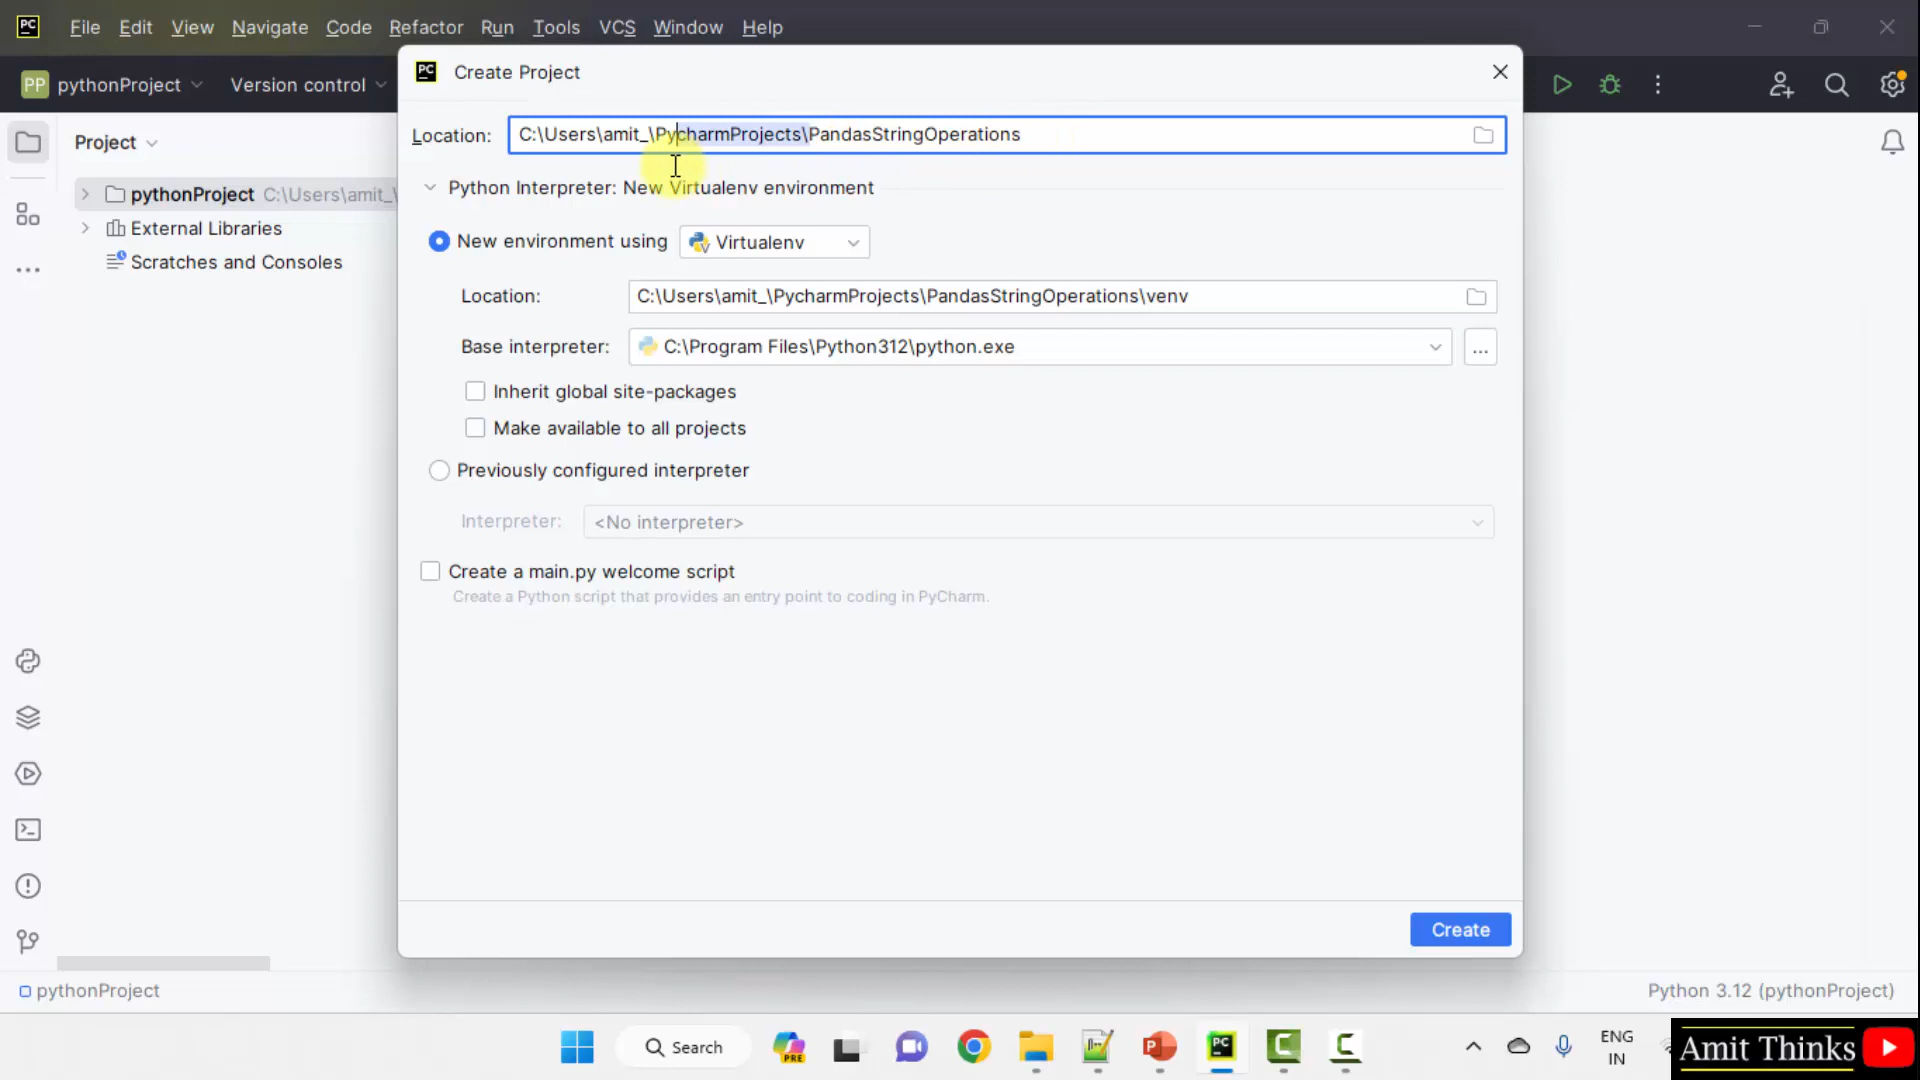 PC File Edit View Navigate Code Refactor Run Tools VCS Window Help
PP pythonProject Version control
PC Create Project
Project
Location: C:\Users\amit_\PycharmProjects\PandasStringOperations
pythonProject C:\Users\amit_\
Python Interpreter: New Virtualenv environment
External Libraries
New environment using Virtualenv
Scratches and Consoles
Location: C:\Users\amit_\PycharmProjects\PandasStringOperations\venv
Base interpreter: C:\Program Files\Python312\python.exe ...
Inherit global site-packages
Make available to all projects
Previously configured interpreter
Interpreter: <No interpreter>
Create a main.py welcome script
Create a Python script that provides an entry point to coding in PyCharm.
Create
pythonProject
Python 3.12 (pythonProject)
Search
PRE
PC
ENG
IN
Amit Thinks